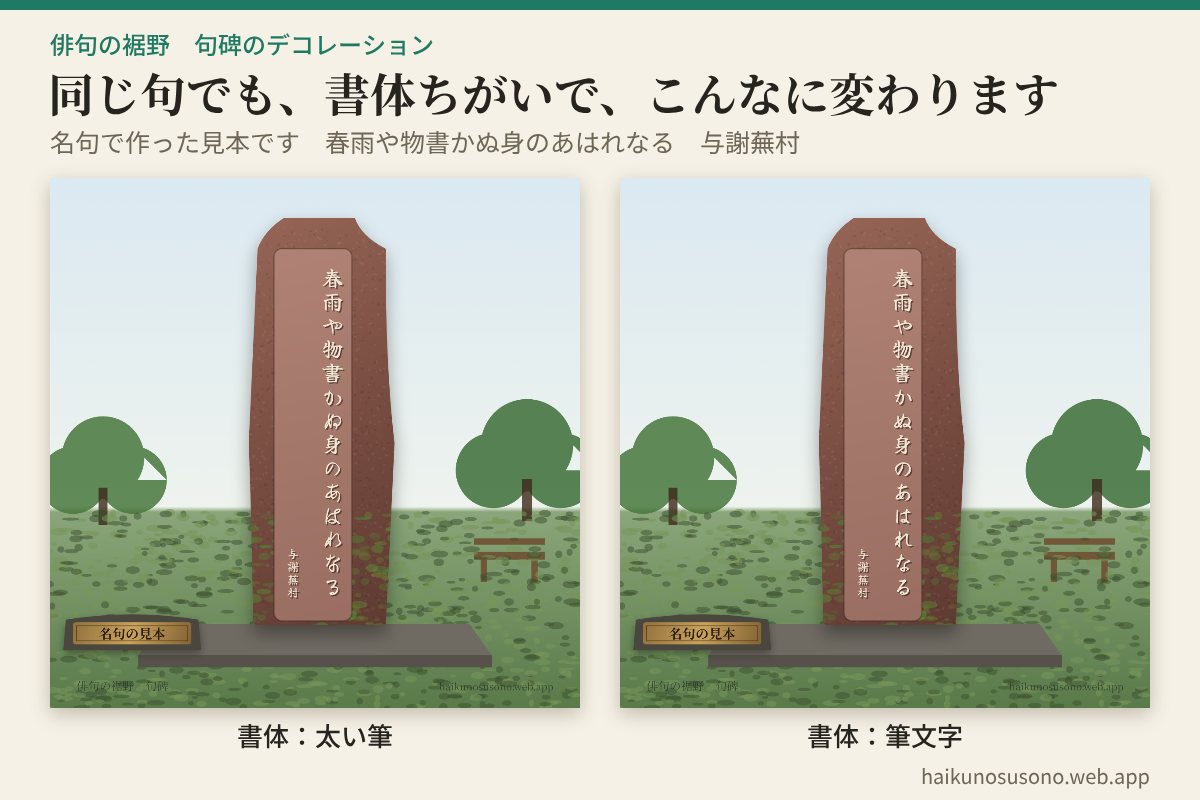 俳句の裾野　句碑のデコレーション
同じ句でも、書体ちがいで、こんなに変わります
名句で作った見本です　春雨や物書かぬ身のあはれなる　与謝蕪村
春雨や物書かぬ身のあはれなる
与謝蕪村
名句の見本
俳句の裾野　句碑
haikunosusono.web.app
書体：太い筆
春雨や物書かぬ身のあはれなる
与謝蕪村
名句の見本
俳句の裾野　句碑
haikunosusono.web.app
書体：筆文字
haikunosusono.web.app